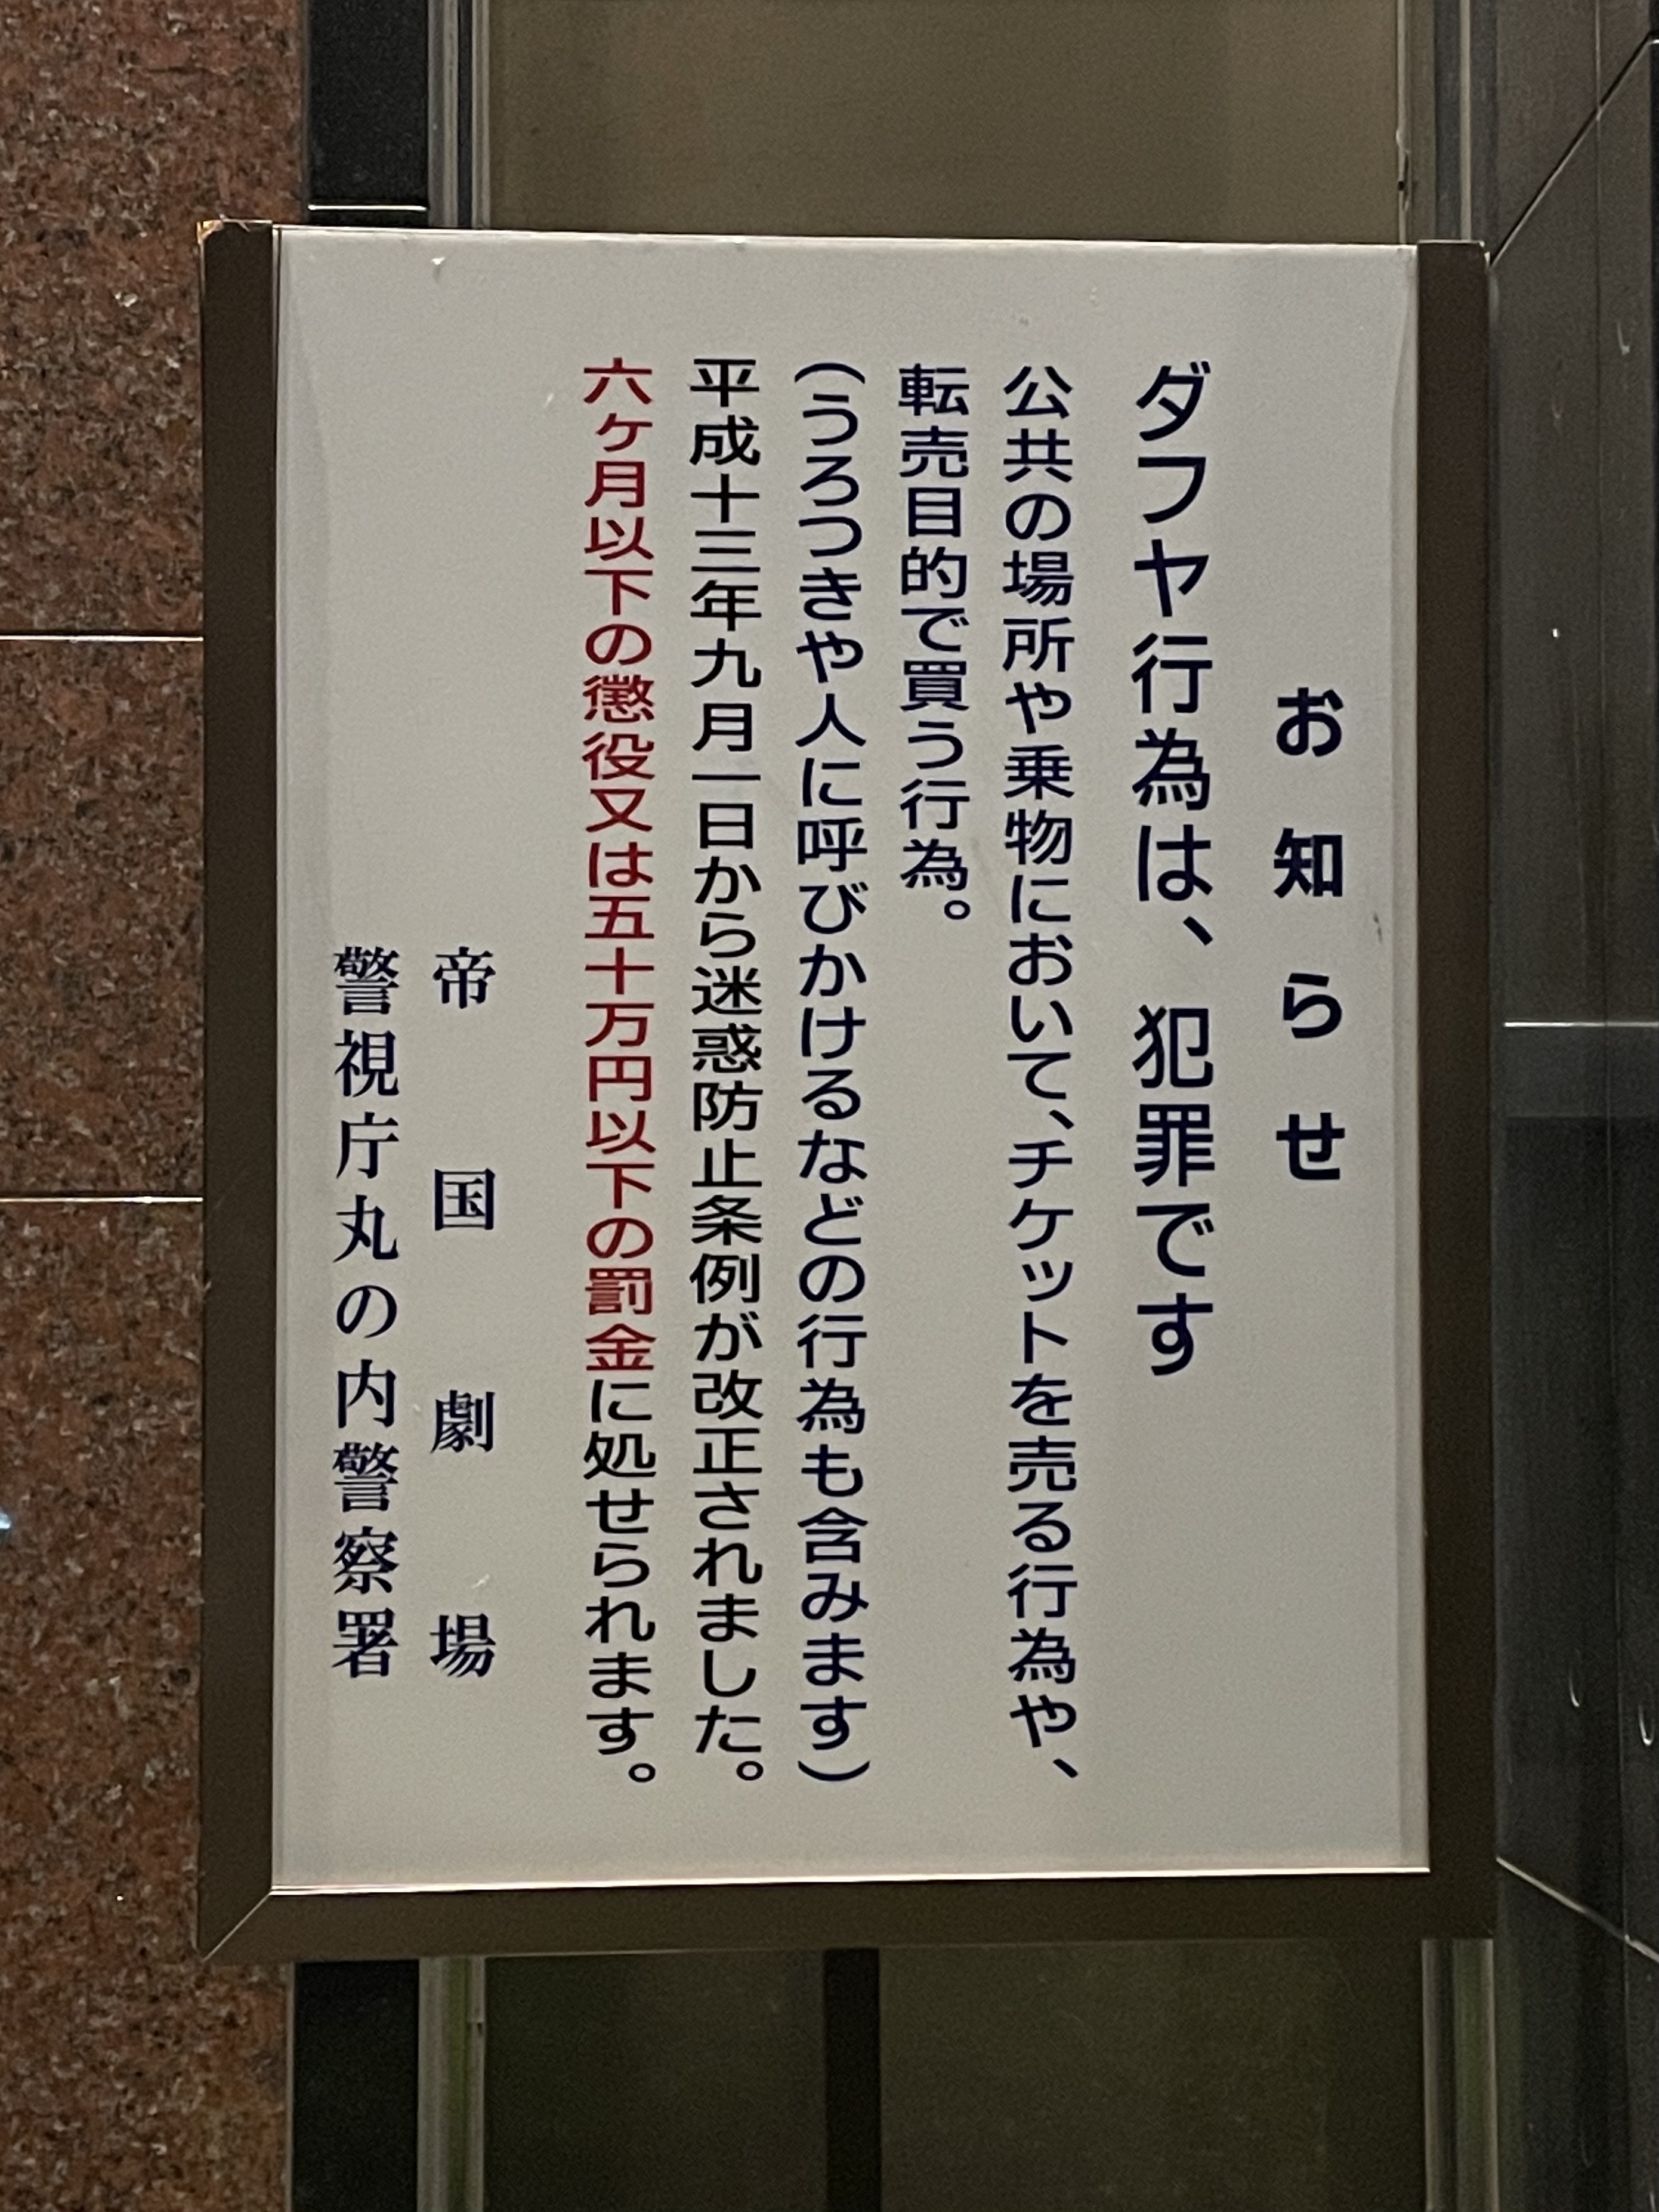 お知らせ
ダフヤ行為は、犯罪です
公共の場所や乗物において、チケットを売る行為や、
転売目的で買う行為。
(うろつきや人に呼びかけるなどの行為も含みます)
平成十三年九月一日から迷惑防止条例が改正されました。
六ケ月以下の懲役又は五十万円以下の罰金に処せられます。
帝国劇場
警視庁丸の内警察署